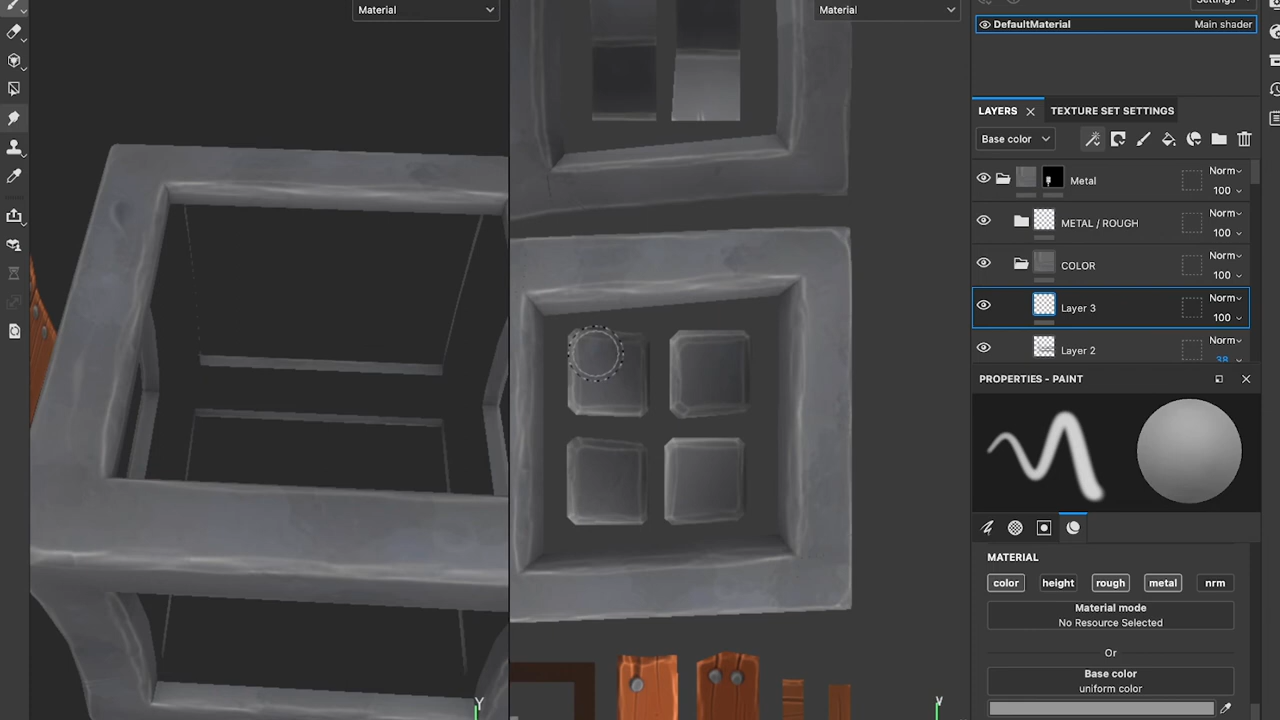 Material
Material
Settings
DefaultMaterial
Main shader
LAYERS
TEXTURE SET SETTINGS
Base color
Metal
Norm
100
METAL / ROUGH
Norm
100
COLOR
Norm
100
Layer 3
Norm
100
Layer 2
Norm
38
PROPERTIES - PAINT
MATERIAL
color
height
rough
metal
nrm
Material mode
No Resource Selected
Or
Base color
uniform color
Y